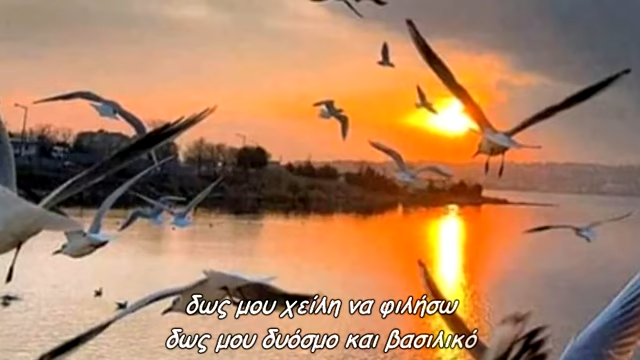 δως μου χείλη να φιλήσω
δως μου δυόσμο και βασιλικό